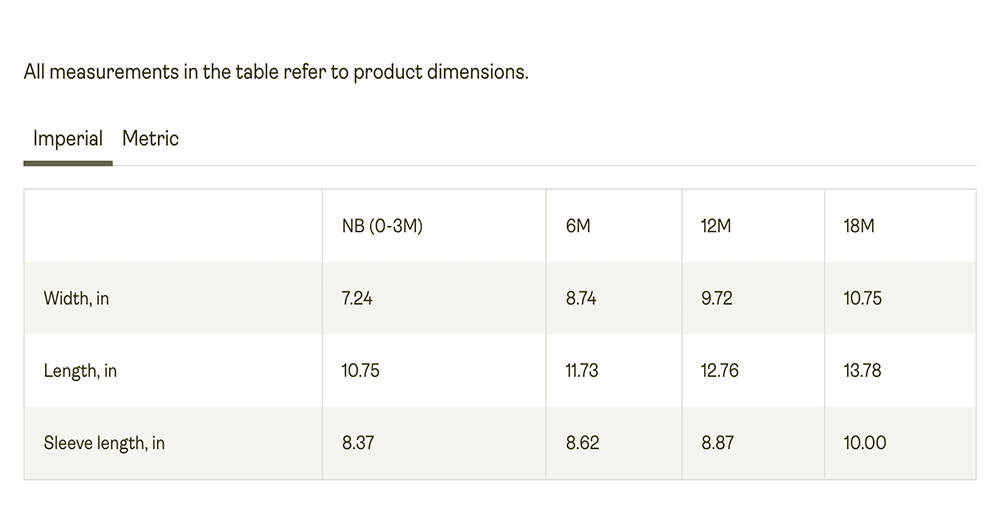 All measurements in the table refer to product dimensions.
Imperial Metric
NB (0-3M) 6M 12M 18M
Width, in 7.24 8.74 9.72 10.75
Length, in 10.75 11.73 12.76 13.78
Sleeve length, in 8.37 8.62 8.87 10.00